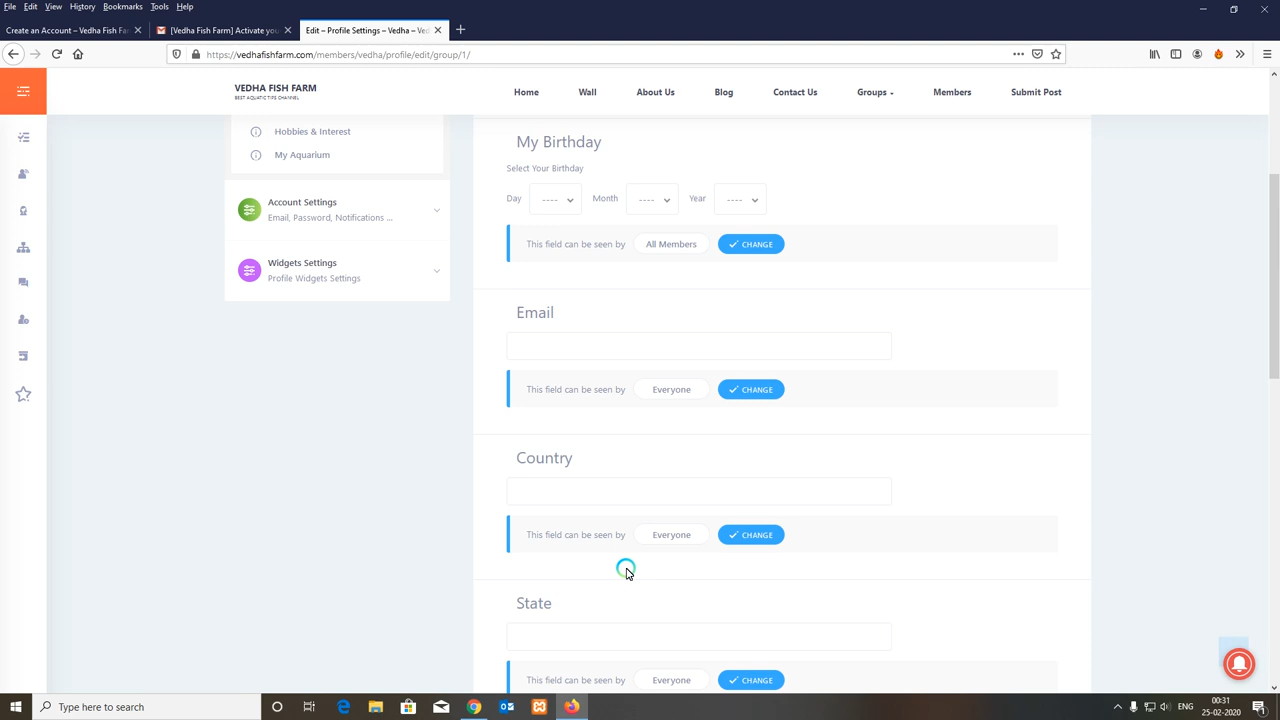 File Edit View History Bookmarks Tools Help
Create an Account – Vedha Fish Fa
[Vedha Fish Farm] Activate you
Edit – Profile Settings – Vedha – Ved
https://vedhafishfarm.com/members/vedha/profile/edit/group/1/
VEDHA FISH FARM
BEST AQUATIC TIPS CHANNEL
Home Wall About Us Blog Contact Us Groups Members Submit Post
Hobbies & Interest
My Aquarium
Account Settings
Email, Password, Notifications ...
Widgets Settings
Profile Widgets Settings
My Birthday
Select Your Birthday
Day ---- Month ---- Year ----
This field can be seen by All Members CHANGE
Email
This field can be seen by Everyone CHANGE
Country
This field can be seen by Everyone CHANGE
State
This field can be seen by Everyone CHANGE
Type here to search
00:31